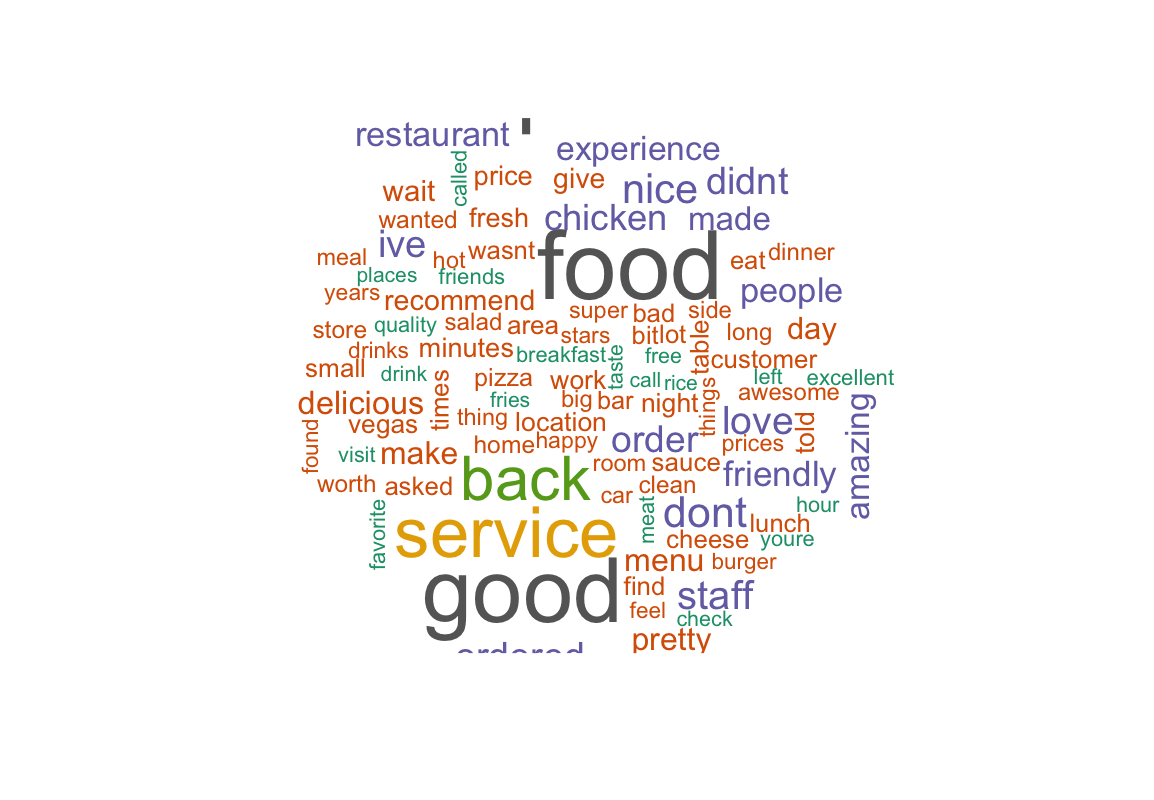 restaurant
experience
called
price
give
wait
nice
didnt
wanted
fresh
chicken
made
ive
wasnt
food
dinner
meal
hot
eat
places
friends
years
recommend
people
super
bad
side
store
quality
salad
area
stars
bit
lot
table
long
day
drinks
minutes
breakfast
taste
free
customer
small
drink
times
pizza
work
call
rice
things
left
excellent
delicious
fries
big
bar
night
awesome
amazing
vegas
thing
location
love
told
found
home
happy
order
prices
visit
make
back
room
sauce
friendly
worth
asked
car
clean
favorite
service
meat
dont
lunch
hour
cheese
youre
menu
burger
good
find
staff
feel
check
pretty
ordered